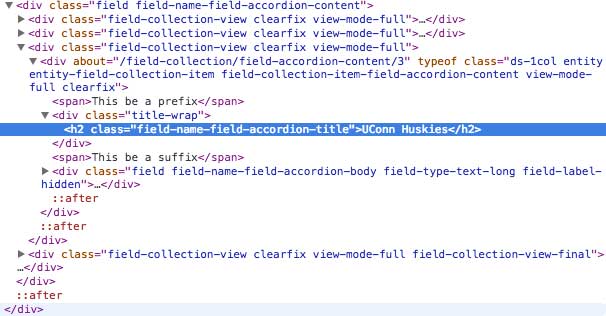 ▼<div class="field field-name-field-accordion-content">
▶<div class="field-collection-view clearfix view-mode-full">…</div>
▶<div class="field-collection-view clearfix view-mode-full">…</div>
▼<div class="field-collection-view clearfix view-mode-full">
▼<div about="/field-collection/field-accordion-content/3" typeof class="ds-1col entity
entity-field-collection-item field-collection-item-field-accordion-content view-mode-
full clearfix">
<span>This be a prefix</span>
▼<div class="title-wrap">
<h2 class="field-name-field-accordion-title">UConn Huskies</h2>
</div>
<span>This be a suffix</span>
▶<div class="field field-name-field-accordion-body field-type-text-long field-label-
hidden">…</div>
::after
</div>
::after
</div>
▶<div class="field-collection-view clearfix view-mode-full field-collection-view-final">
…</div>
</div>
::after
</div>